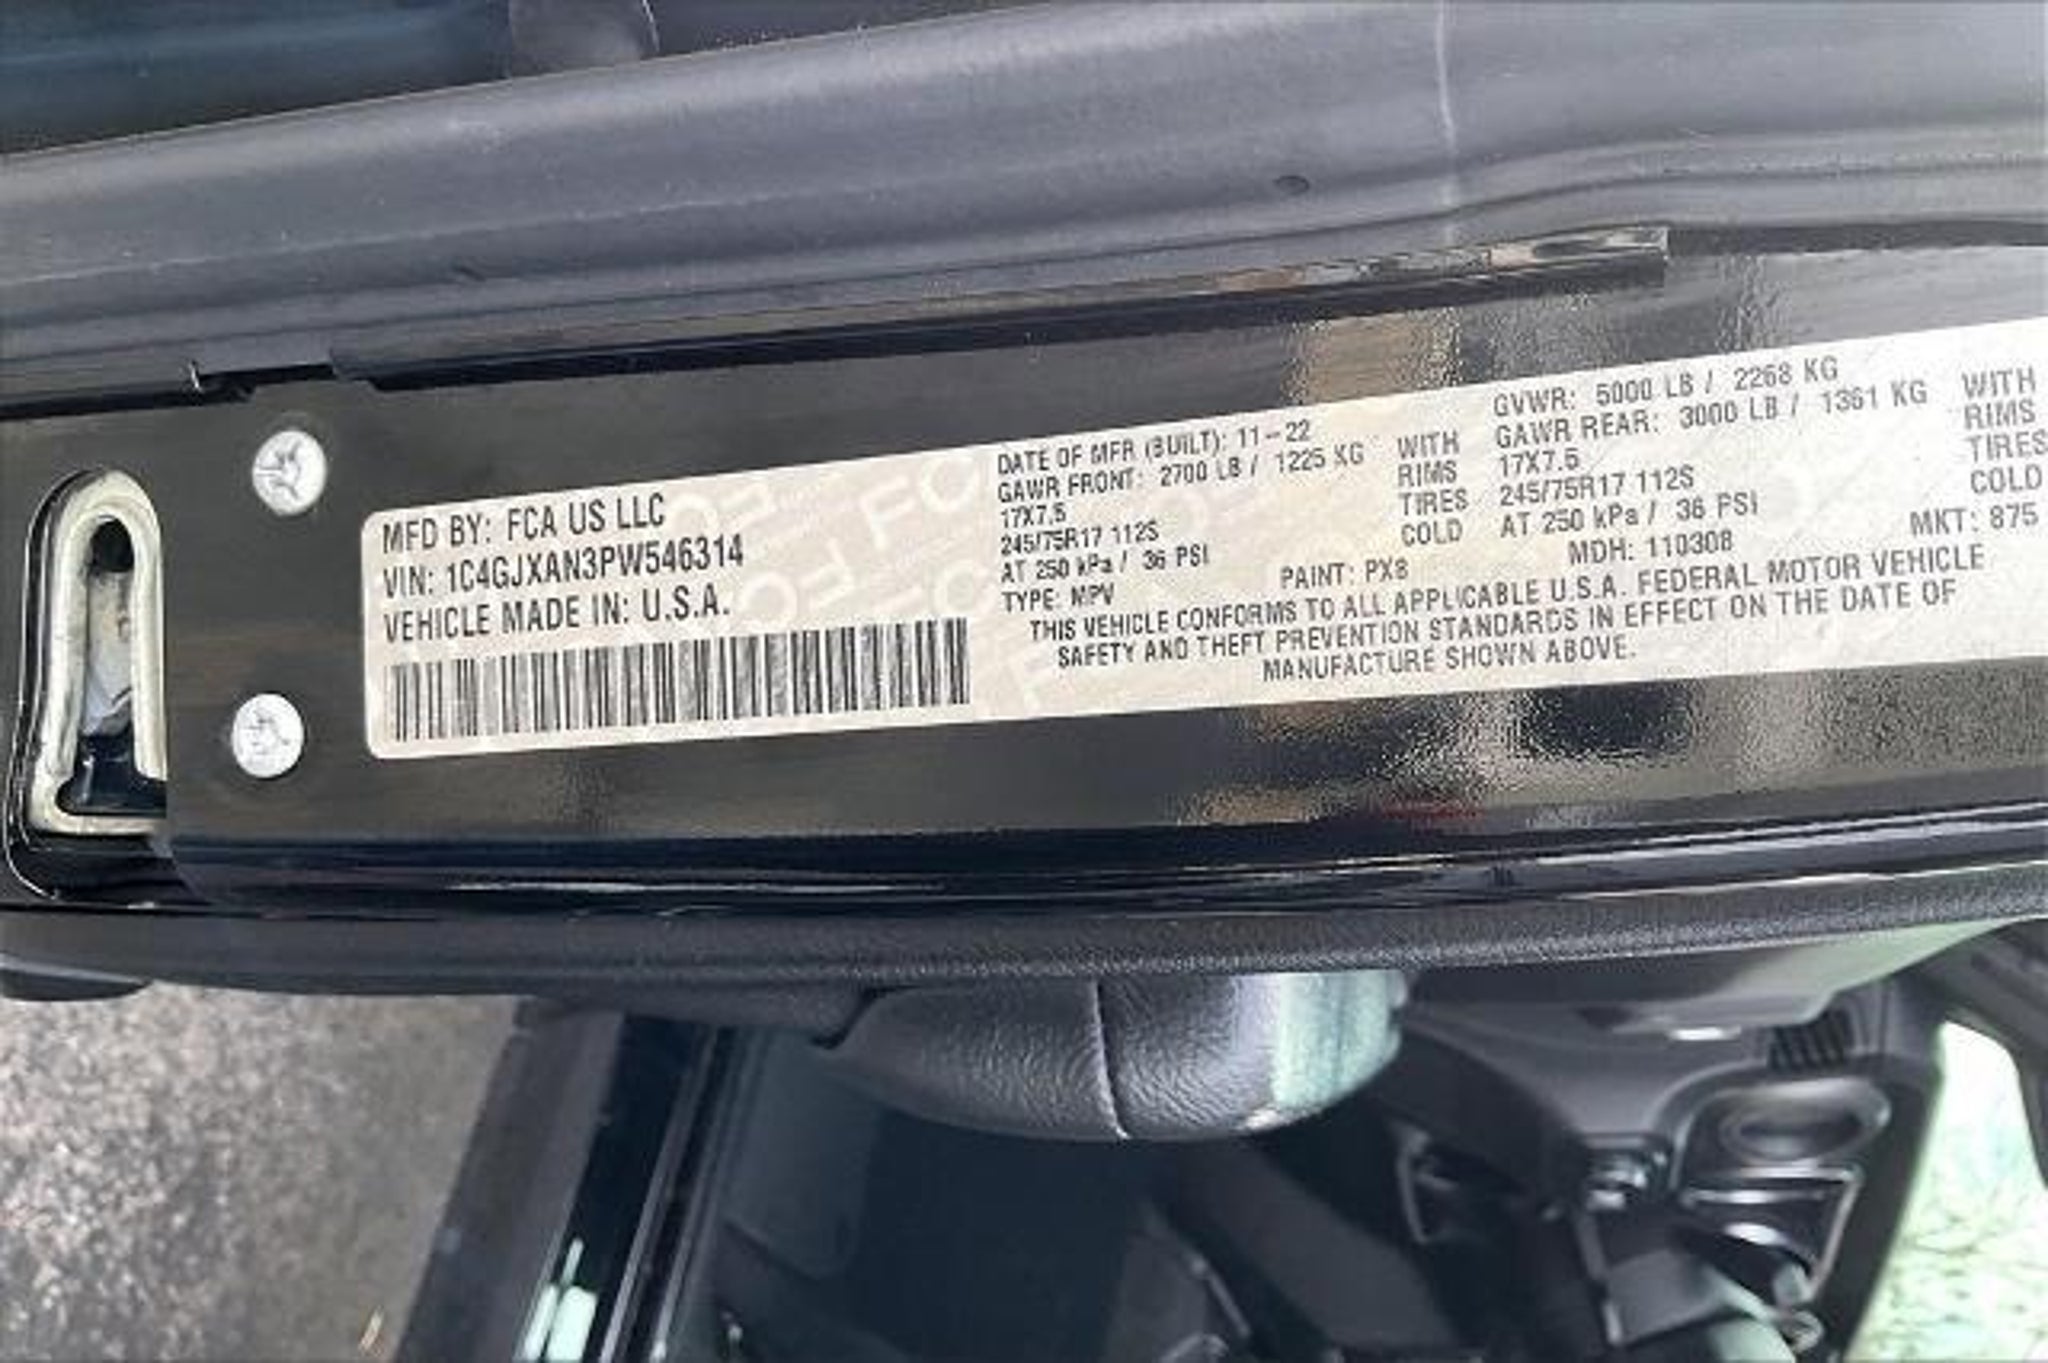 MFD BY: FCA US LLC
VIN: 1C4GJXAN3PW546314
VEHICLE MADE IN: U.S.A.
DATE OF MFR (BUILT): 11-22
GAWR FRONT: 2700 LB / 1225 KG WITH
17X7.5 RIMS
245/75R17 112S TIRES
AT 250 kPa / 36 PSI COLD
TYPE: MPV
GVWR: 5000 LB / 2268 KG
GAWR REAR: 3000 LB / 1361 KG WITH
17X7.5 RIMS
245/75R17 112S TIRES
AT 250 kPa / 36 PSI COLD
PAINT: PX8 MDH: 110308 MKT: 875
THIS VEHICLE CONFORMS TO ALL APPLICABLE U.S.A. FEDERAL MOTOR VEHICLE
SAFETY AND THEFT PREVENTION STANDARDS IN EFFECT ON THE DATE OF
MANUFACTURE SHOWN ABOVE.